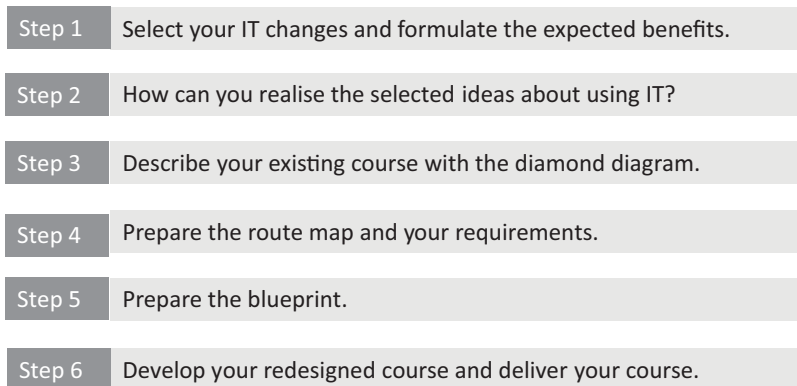 Step 1 Select your IT changes and formulate the expected benefits.
Step 2 How can you realise the selected ideas about using IT?
Step 3 Describe your existing course with the diamond diagram.
Step 4 Prepare the route map and your requirements.
Step 5 Prepare the blueprint.
Step 6 Develop your redesigned course and deliver your course.